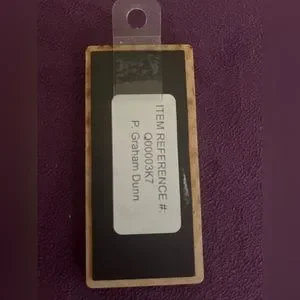 ITEM REFERENCE #:
Q00003K7
P. Graham Dunn